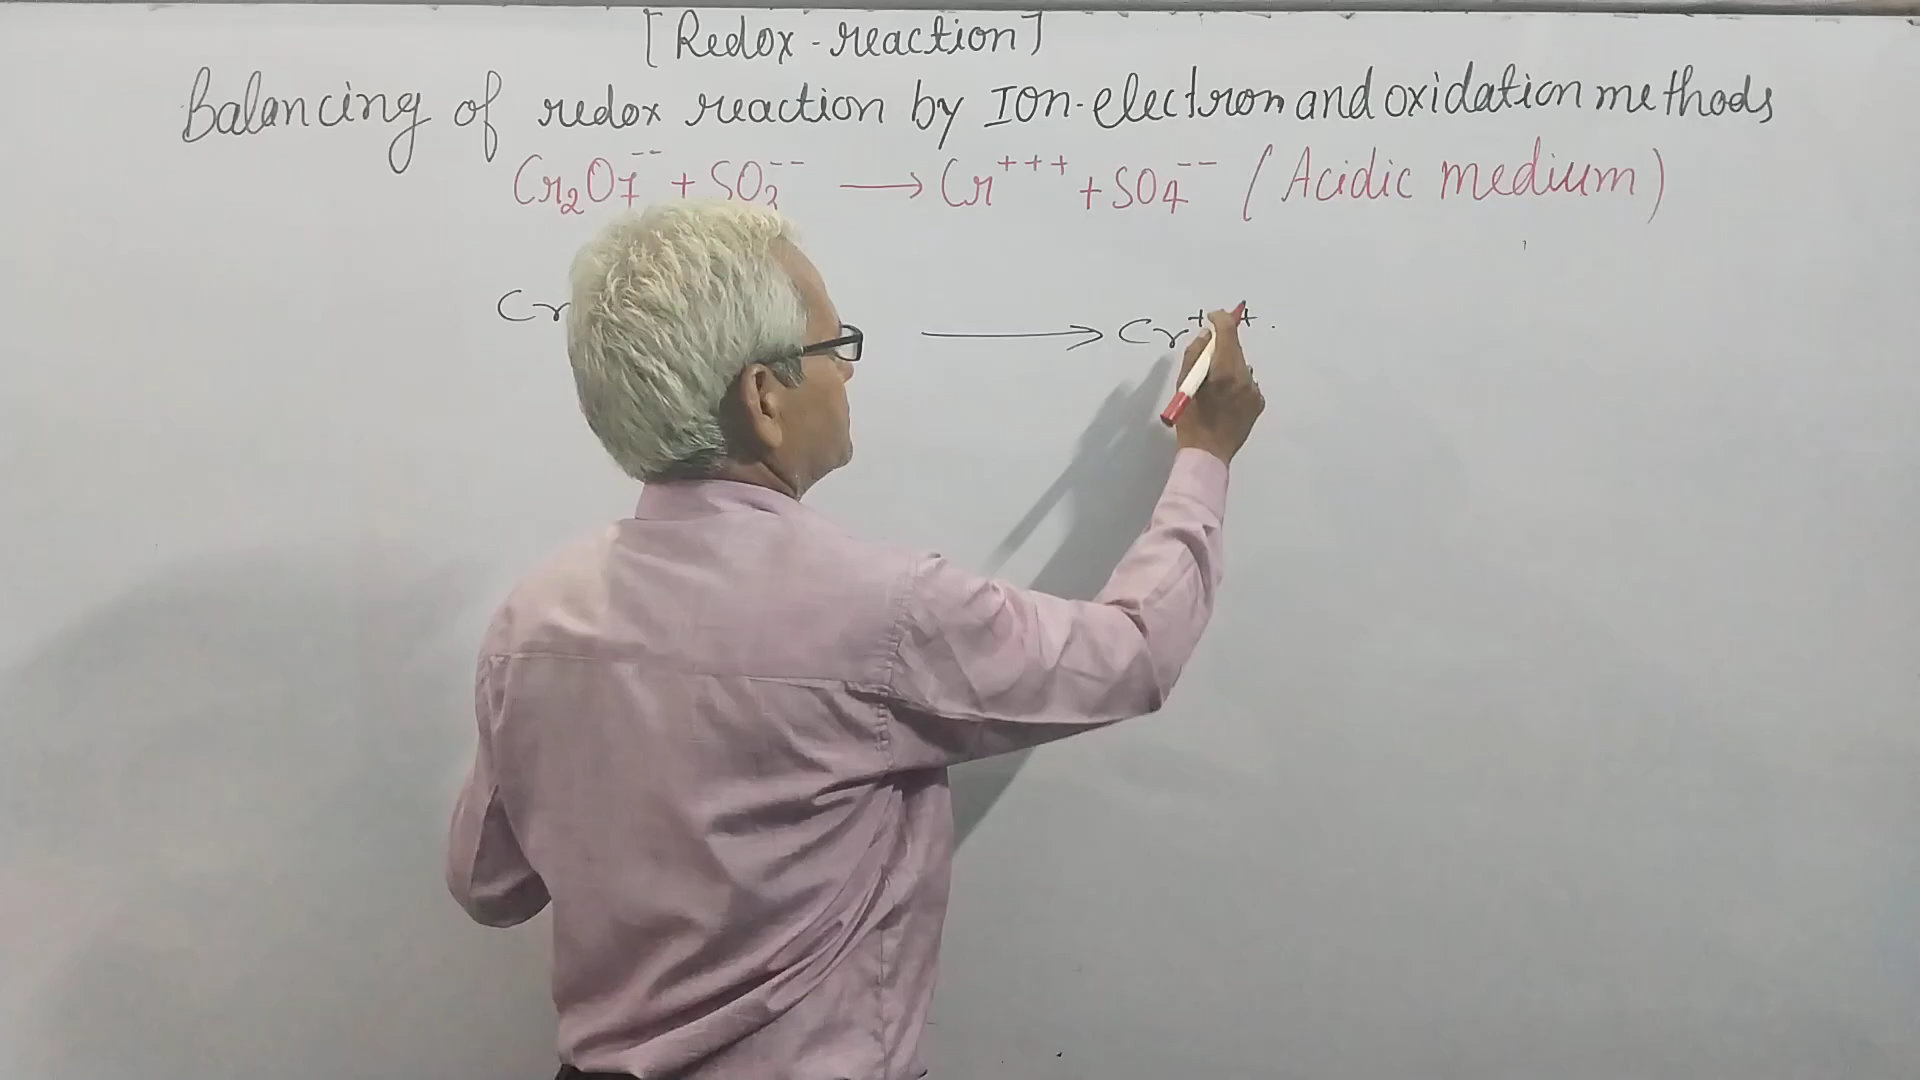 [Redox-reaction]
Balancing of redox reaction by Ion-electron and oxidation methods
Cr₂O7⁻⁻ + SO₃⁻⁻ → Cr⁺⁺⁺ + SO4⁻⁻ (Acidic medium)
Cr → Cr⁺ ⁺